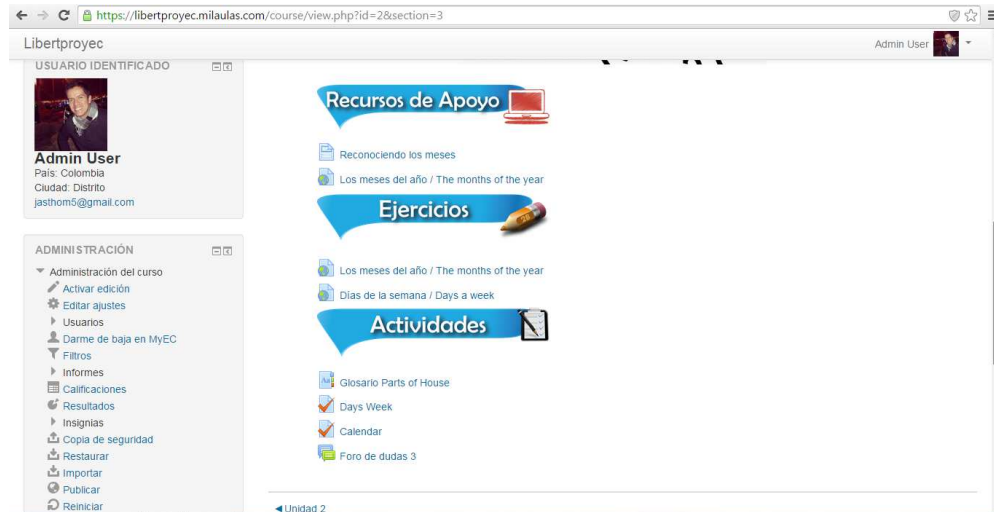 https://libertproyec.milaulas.com/course/view.php?id=2&section=3
Libertproyec
Admin User
USUARIO IDENTIFICADO
Admin User
País: Colombia
Ciudad: Distrito
jasthom5@gmail.com
ADMINISTRACIÓN
Administración del curso
Activar edición
Editar ajustes
Usuarios
Darme de baja en MyEC
Filtros
Informes
Calificaciones
Resultados
Insignias
Copia de seguridad
Restaurar
Importar
Publicar
Reiniciar
Recursos de Apoyo
Reconociendo los meses
Los meses del año / The months of the year
Ejercicios
Los meses del año / The months of the year
Días de la semana / Days a week
Actividades
Glosario Parts of House
Days Week
Calendar
Foro de dudas 3
Unidad 2